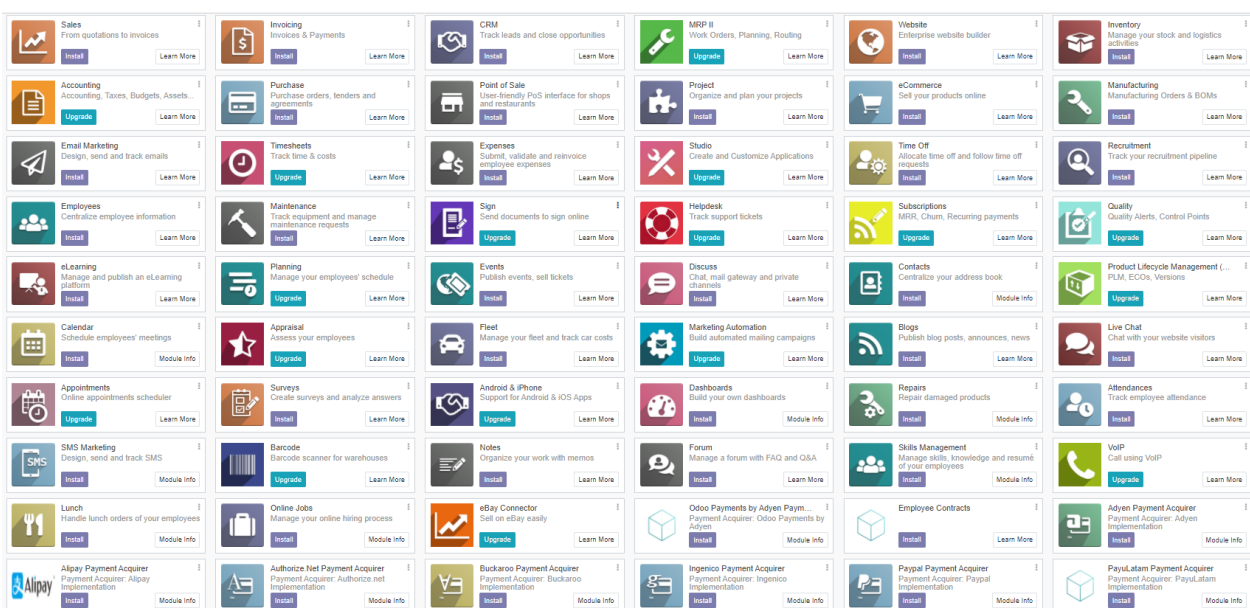 Sales
From quotations to invoices
Install
Learn More
Invoicing
Invoices & Payments
Install
Learn More
CRM
Track leads and close opportunities
Install
Learn More
MRP II
Work Orders, Planning, Routing
Upgrade
Learn More
Website
Enterprise website builder
Install
Learn More
Inventory
Manage your stock and logistics
activities
Install
Learn More
Accounting
Accounting, Taxes, Budgets, Assets...
Upgrade
Learn More
Purchase
Purchase orders, tenders and
agreements
Install
Learn More
Point of Sale
User-friendly PoS interface for shops
and restaurants
Install
Learn More
Project
Organize and plan your projects
Install
Learn More
eCommerce
Sell your products online
Install
Learn More
Manufacturing
Manufacturing Orders & BOMs
Install
Learn More
Email Marketing
Design, send and track emails
Install
Learn More
Timesheets
Track time & costs
Upgrade
Learn More
Expenses
Submit, validate and reinvoice
employee expenses
Install
Learn More
Studio
Create and Customize Applications
Upgrade
Learn More
Time Off
Allocate time off and follow time off
requests
Install
Learn More
Recruitment
Track your recruitment pipeline
Install
Learn More
Employees
Centralize employee information
Install
Learn More
Maintenance
Track equipment and manage
maintenance requests
Install
Learn More
Sign
Send documents to sign online
Upgrade
Learn More
Helpdesk
Track support tickets
Upgrade
Learn More
Subscriptions
MRR, Churn, Recurring payments
Upgrade
Learn More
Quality
Quality Alerts, Control Points
Upgrade
Learn More
eLearning
Manage and publish an eLearning
platform
Install
Learn More
Planning
Manage your employees' schedule
Upgrade
Learn More
Events
Publish events, sell tickets
Install
Learn More
Discuss
Chat, mail gateway and private
channels
Install
Learn More
Contacts
Centralize your address book
Install
Module Info
Product Lifecycle Management (...
PLM, ECOs, Versions
Upgrade
Learn More
Calendar
Schedule employees' meetings
Install
Module Info
Appraisal
Assess your employees
Upgrade
Learn More
Fleet
Manage your fleet and track car costs
Install
Learn More
Marketing Automation
Build automated mailing campaigns
Upgrade
Learn More
Blogs
Publish blog posts, announces, news
Install
Learn More
Live Chat
Chat with your website visitors
Install
Learn More
Appointments
Online appointments scheduler
Upgrade
Learn More
Surveys
Create surveys and analyze answers
Install
Learn More
Android & iPhone
Support for Android & iOS Apps
Upgrade
Learn More
Dashboards
Build your own dashboards
Install
Module Info
Repairs
Repair damaged products
Install
Module Info
Attendances
Track employee attendance
Install
Learn More
SMS
SMS Marketing
Design, send and track SMS
Install
Module Info
Barcode
Barcode scanner for warehouses
Upgrade
Learn More
Notes
Organize your work with memos
Install
Learn More
Forum
Manage a forum with FAQ and Q&A
Install
Learn More
Skills Management
Manage skills, knowledge and resumé
of your employees
Install
Module Info
VoIP
Call using VoIP
Upgrade
Learn More
Lunch
Handle lunch orders of your employees
Install
Module Info
Online Jobs
Manage your online hiring process
Install
Module Info
eBay Connector
Sell on eBay easily
Upgrade
Learn More
Odoo Payments by Adyen Paym...
Payment Acquirer: Odoo Payments by
Adyen
Install
Module Info
Employee Contracts
Install
Learn More
Adyen Payment Acquirer
Payment Acquirer: Adyen
Implementation
Install
Module Info
Alipay
Alipay Payment Acquirer
Payment Acquirer: Alipay
Implementation
Install
Module Info
Authorize.Net Payment Acquirer
Payment Acquirer: Authorize.net
Implementation
Install
Module Info
Buckaroo Payment Acquirer
Payment Acquirer: Buckaroo
Implementation
Install
Module Info
Ingenico Payment Acquirer
Payment Acquirer: Ingenico
Implementation
Install
Module Info
Paypal Payment Acquirer
Payment Acquirer: Paypal
Implementation
Install
Module Info
PayuLatam Payment Acquirer
Payment Acquirer: PayuLatam
Implementation
Install
Module Info